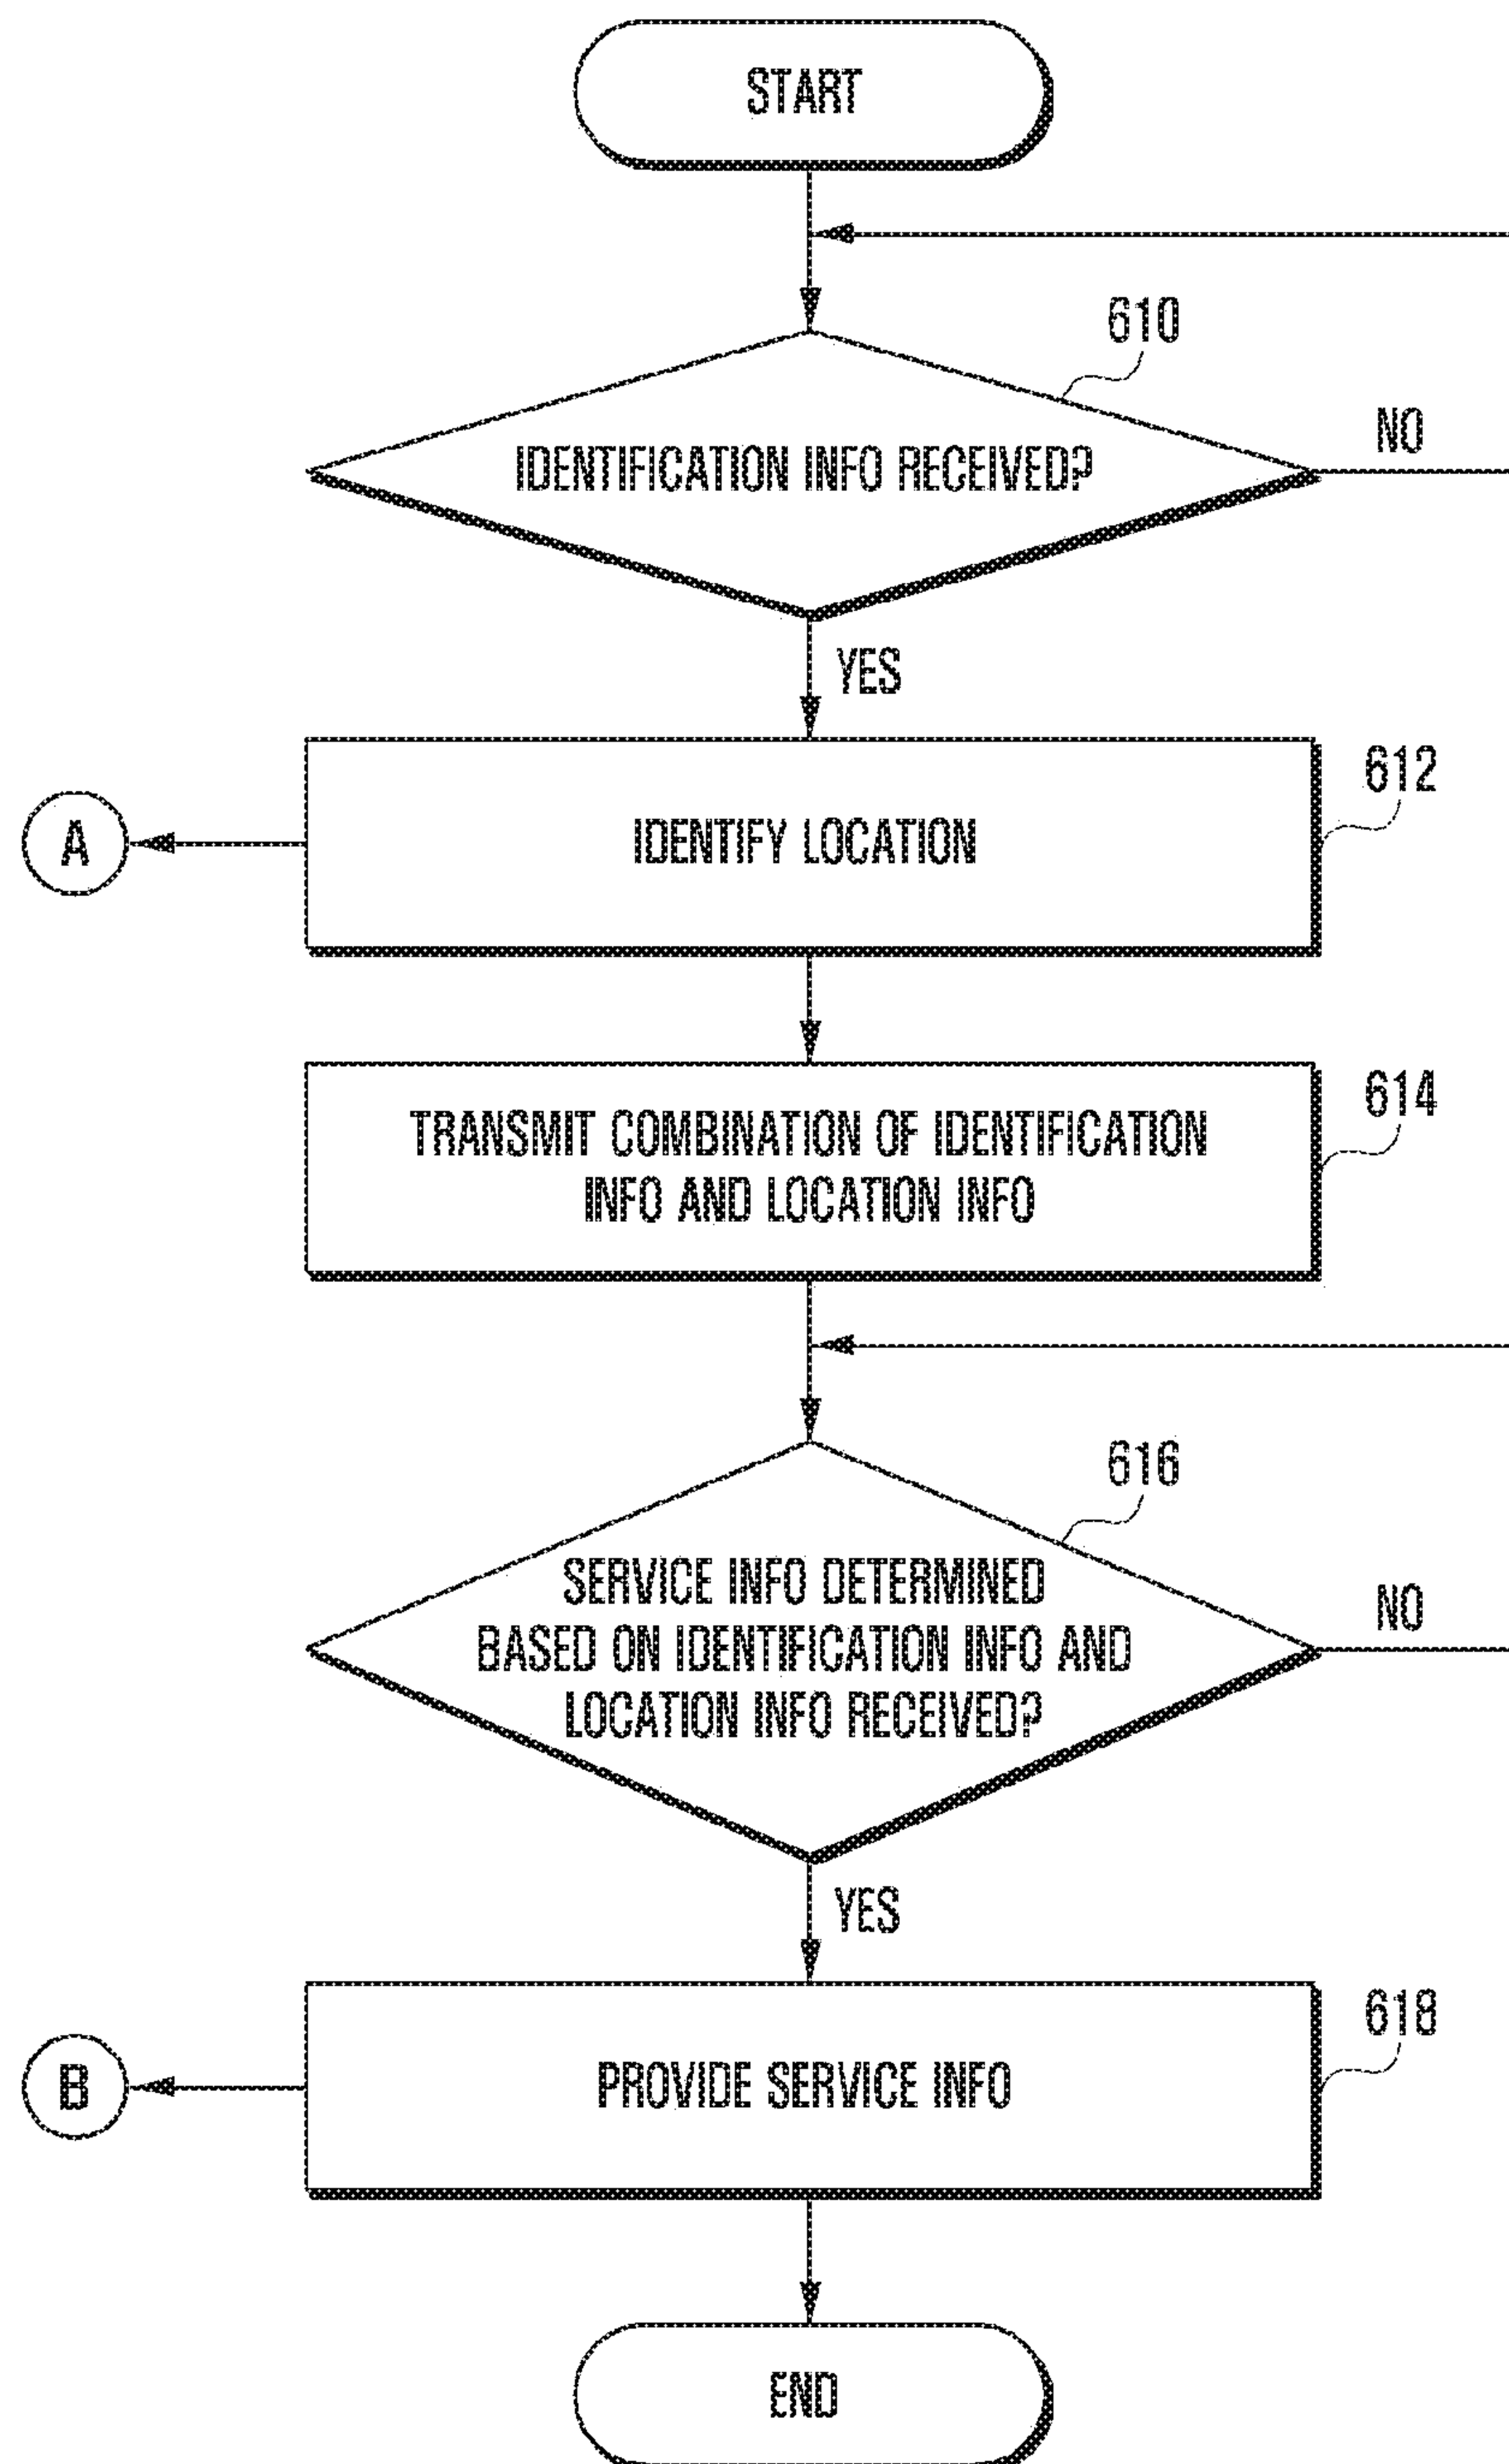 START
610
IDENTIFICATION INFO RECEIVED?
NO
YES
612
IDENTIFY LOCATION
A
614
TRANSMIT COMBINATION OF IDENTIFICATION
INFO AND LOCATION INFO
616
SERVICE INFO DETERMINED
BASED ON IDENTIFICATION INFO AND
LOCATION INFO RECEIVED?
NO
YES
618
PROVIDE SERVICE INFO
B
END